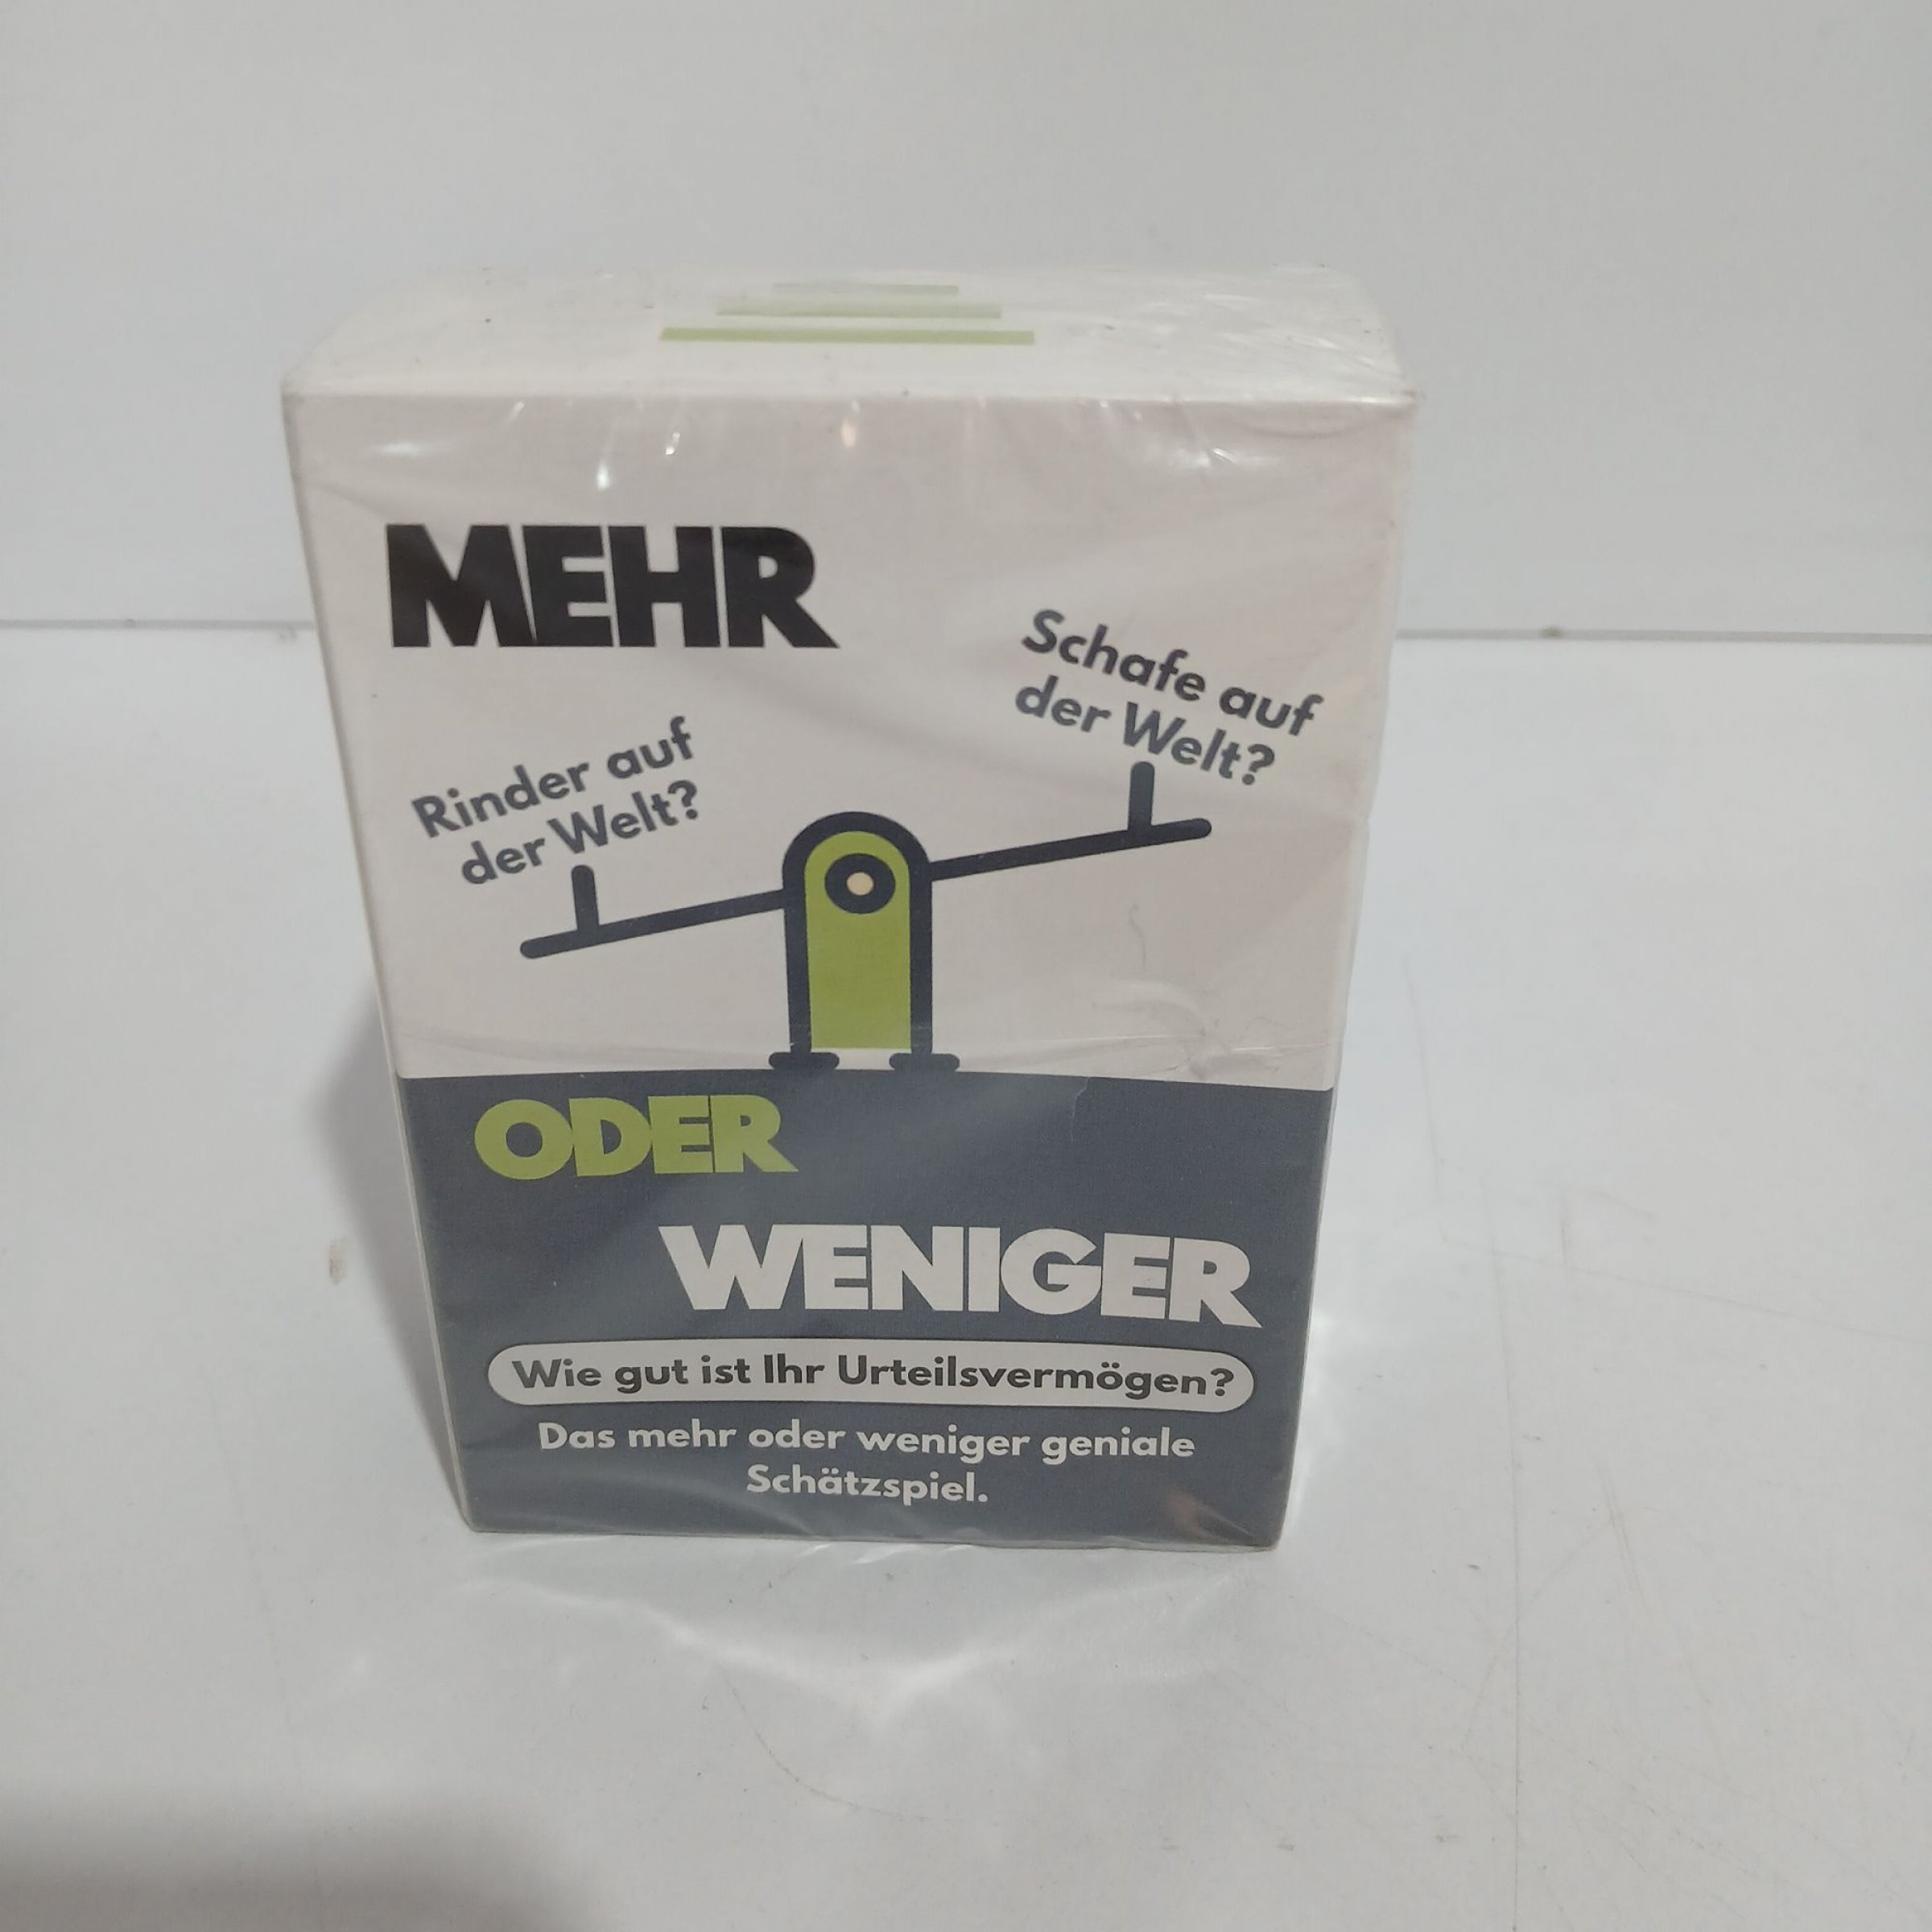 MEHR
Schafe auf
der Welt?
Rinder auf
der Welt?
ODER
WENIGER
Wie gut ist Ihr Urteilsvermögen?
Das mehr oder weniger geniale
Schätzspiel.